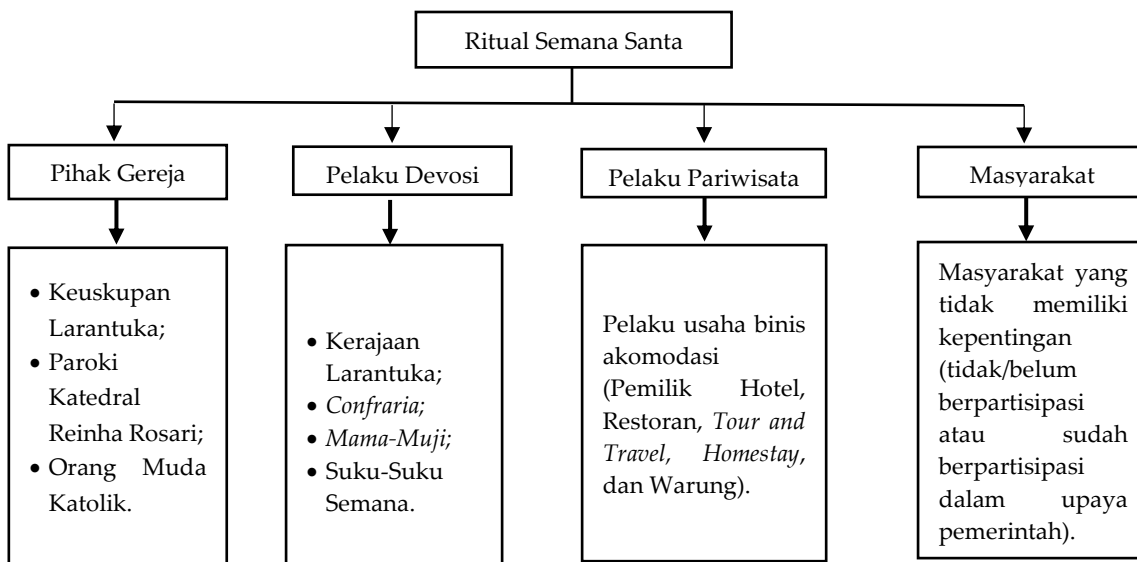 Ritual Semana Santa
Pihak Gereja
Pelaku Devosi
Pelaku Pariwisata
Masyarakat
• Keuskupan
Larantuka;
• Paroki
Katedral
Reinha Rosari;
• Orang Muda
Katolik.
• Kerajaan
Larantuka;
• Confraria;
• Mama-Muji;
• Suku-Suku
Semana.
Pelaku usaha binis
akomodasi
(Pemilik Hotel,
Restoran, Tour and
Travel, Homestay,
dan Warung).
Masyarakat yang
tidak memiliki
kepentingan
(tidak/belum
berpartisipasi
atau sudah
berpartisipasi
dalam upaya
pemerintah).